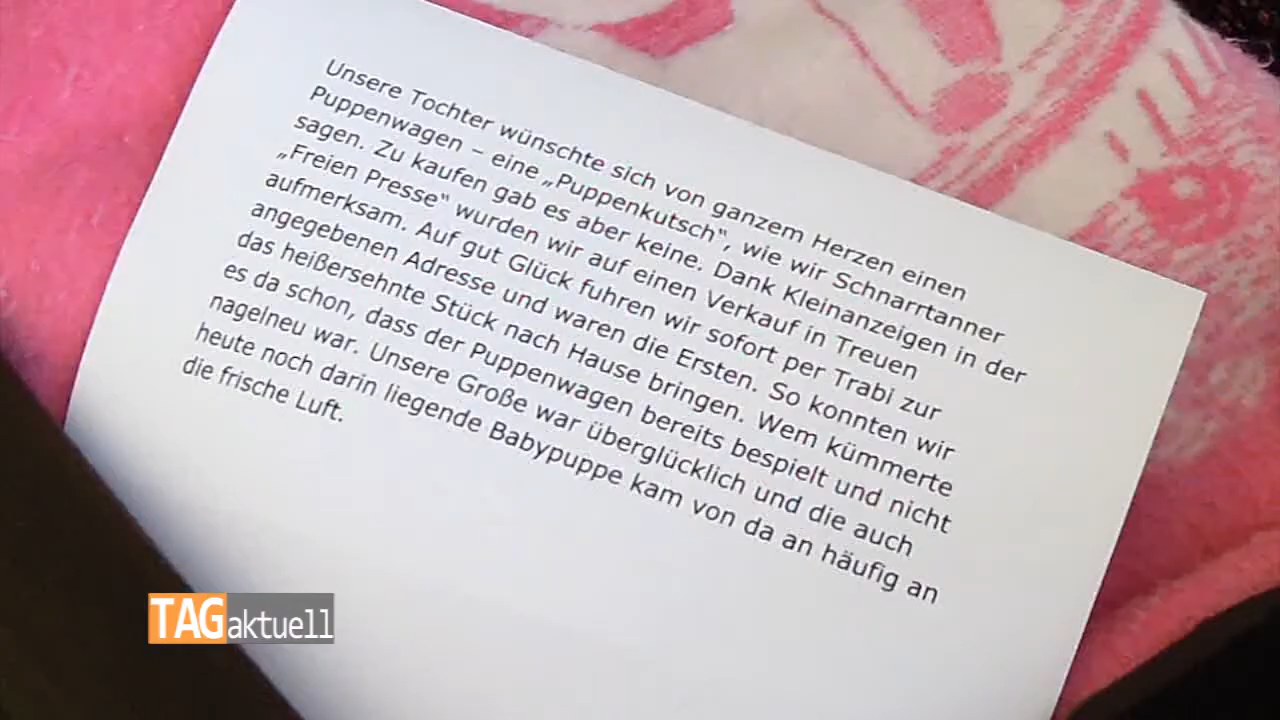 Unsere Tochter wünschte sich von ganzem Herzen einen
Puppenwagen – eine „Puppenkutsch“, wie wir Schnarrtanner
sagen. Zu kaufen gab es aber keine. Dank Kleinanzeigen in der
„Freien Presse“ wurden wir auf einen Verkauf in Treuen
aufmerksam. Auf gut Glück fuhren wir sofort per Trabi zur
angegebenen Adresse und waren die Ersten. So konnten wir
das heißersehnte Stück nach Hause bringen. Wem kümmerte
es da schon, dass der Puppenwagen bereits bespielt und nicht
nagelneu war. Unsere Große war überglücklich und die auch
heute noch darin liegende Babypuppe kam von da an häufig an
die frische Luft.
TAGaktuell